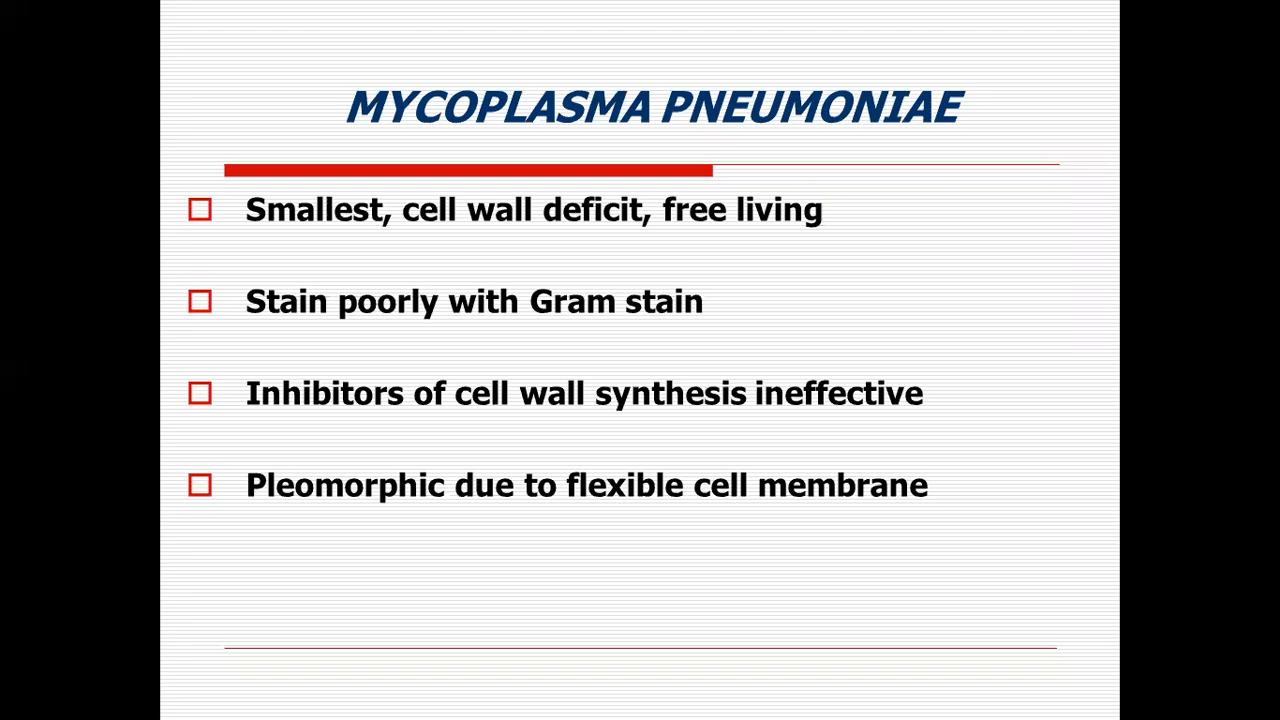 MYCOPLASMA PNEUMONIAE
Smallest, cell wall deficit, free living
Stain poorly with Gram stain
Inhibitors of cell wall synthesis ineffective
Pleomorphic due to flexible cell membrane